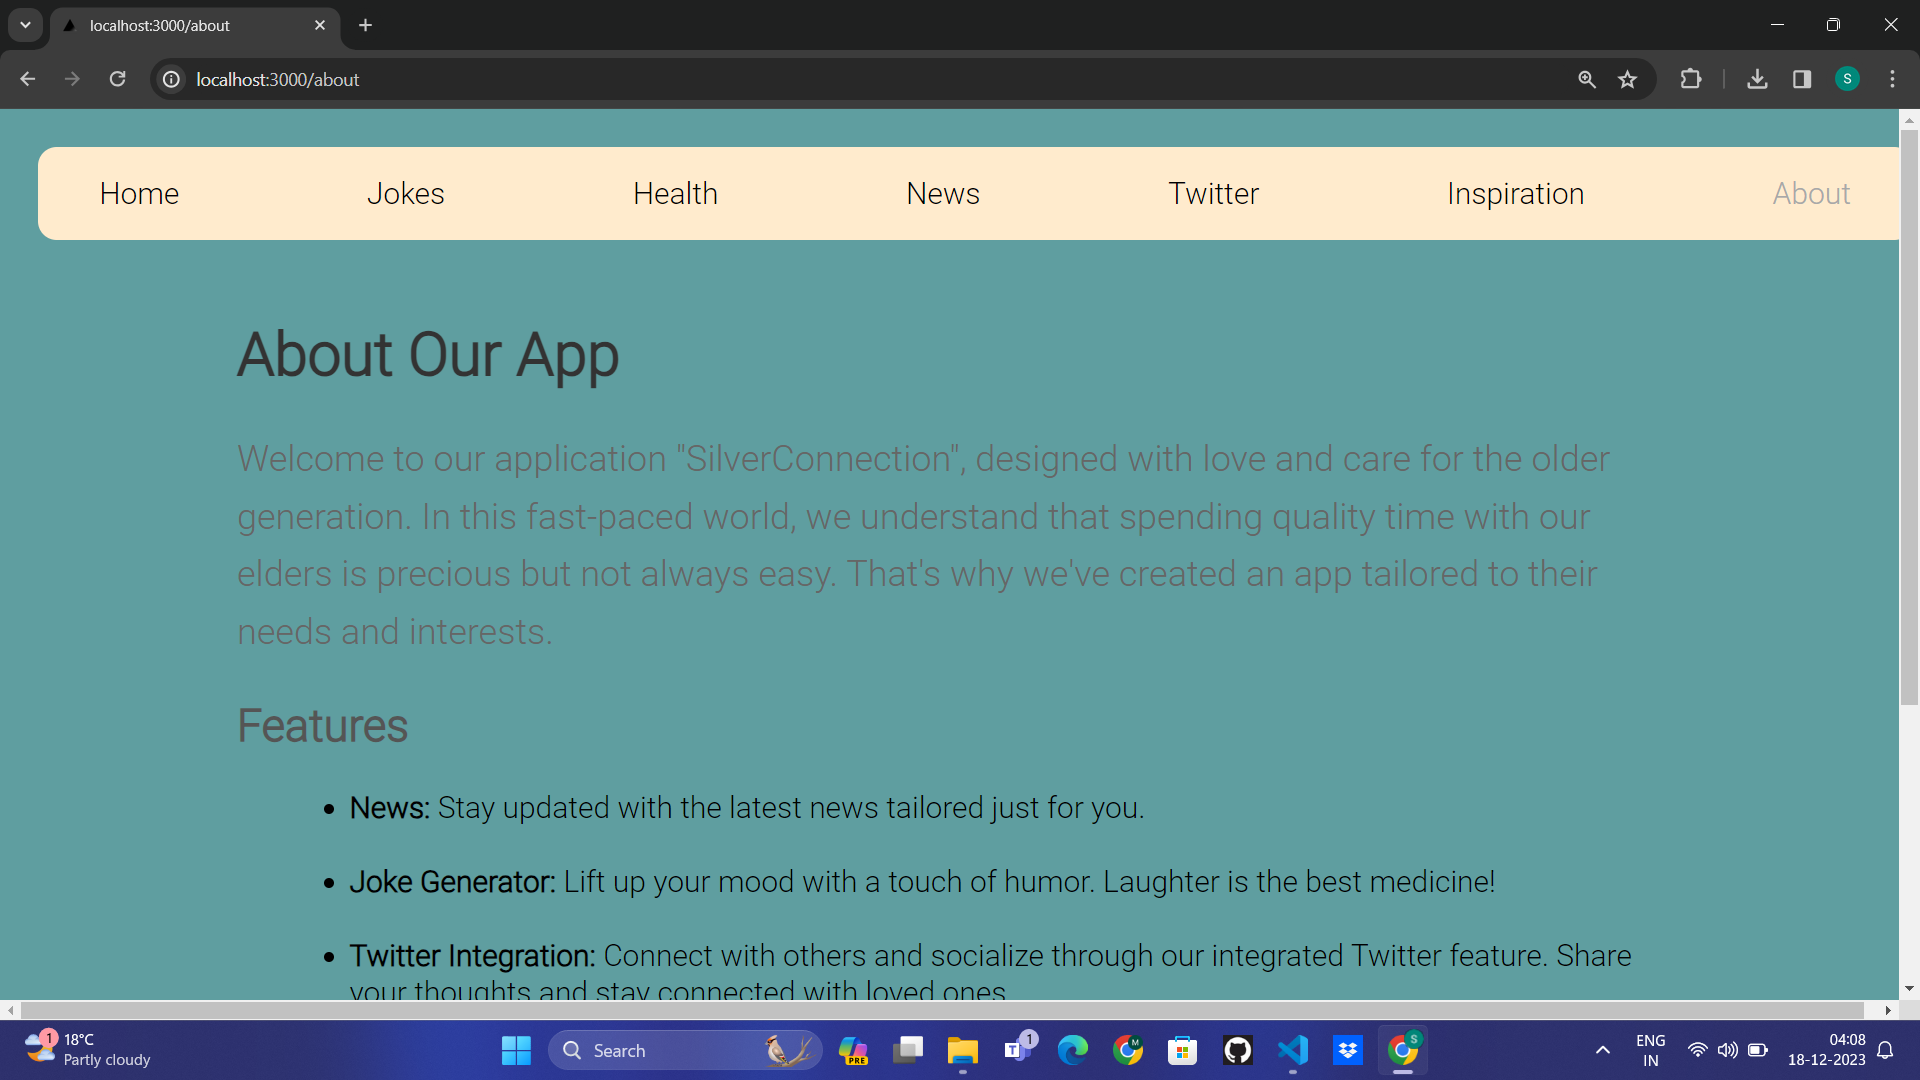 localhost:3000/about
localhost:3000/about
S
Home Jokes Health News Twitter Inspiration About
About Our App
Welcome to our application "SilverConnection", designed with love and care for the older
generation. In this fast-paced world, we understand that spending quality time with our
elders is precious but not always easy. That's why we've created an app tailored to their
needs and interests.
Features
• News: Stay updated with the latest news tailored just for you.
• Joke Generator: Lift up your mood with a touch of humor. Laughter is the best medicine!
• Twitter Integration: Connect with others and socialize through our integrated Twitter feature. Share
your thoughts and stay connected with loved ones
1
18°C
Partly cloudy
Search
PRE
T
1
M
S
ENG
IN
04:08
18-12-2023